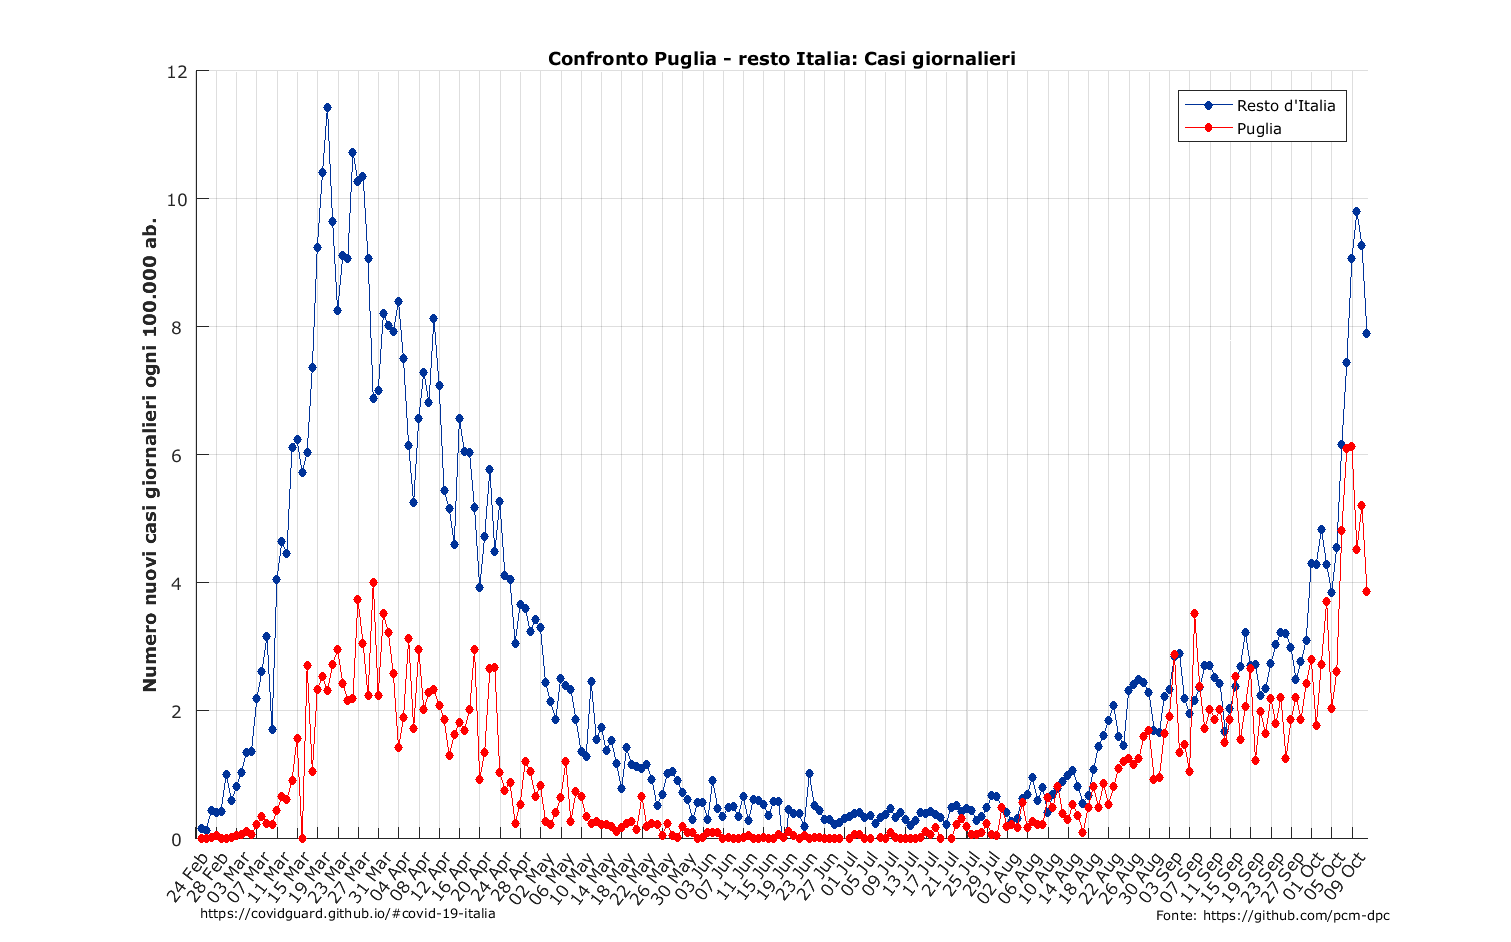 Confronto Puglia - resto Italia: Casi giornalieri
Numero nuovi casi giornalieri ogni 100.000 ab.
12
10
8
6
4
2
0
Resto d'Italia
Puglia
24 Feb
28 Feb
03 Mar
07 Mar
11 Mar
15 Mar
19 Mar
23 Mar
27 Mar
31 Mar
04 Apr
08 Apr
12 Apr
16 Apr
20 Apr
24 Apr
28 Apr
02 May
06 May
10 May
14 May
18 May
22 May
26 May
30 May
03 Jun
07 Jun
11 Jun
15 Jun
19 Jun
23 Jun
27 Jun
01 Jul
05 Jul
09 Jul
13 Jul
17 Jul
21 Jul
25 Jul
29 Jul
02 Aug
06 Aug
10 Aug
14 Aug
18 Aug
22 Aug
26 Aug
30 Aug
03 Sep
07 Sep
11 Sep
15 Sep
19 Sep
23 Sep
27 Sep
01 Oct
05 Oct
09 Oct
https://covidguard.github.io/#covid-19-italia
Fonte: https://github.com/pcm-dpc